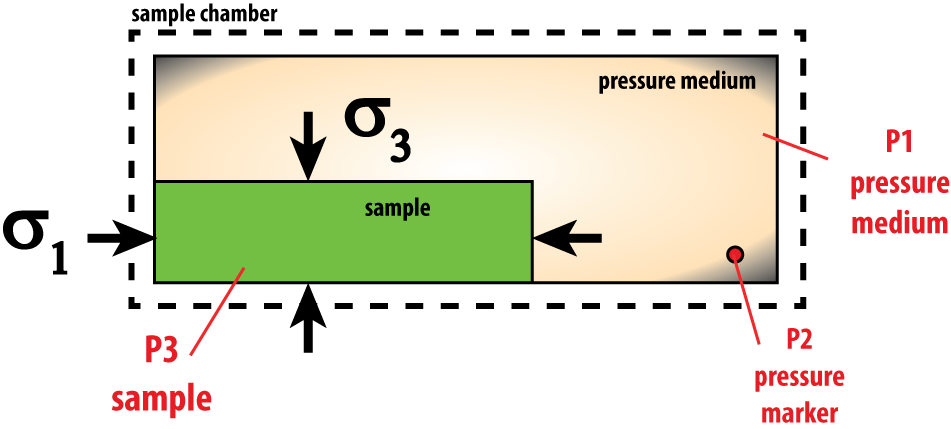 sample chamber
pressure medium
σ3
P1
pressure
medium
sample
σ1
P3
sample
P2
pressure
marker